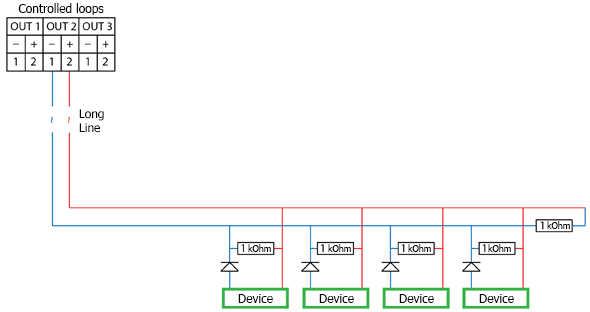 Controlled loops
OUT 1 OUT 2 OUT 3
− + − + − +
1 2 1 2 1 2
~ ~
Long
Line
1 kOhm
1 kOhm 1 kOhm 1 kOhm 1 kOhm
Device Device Device Device